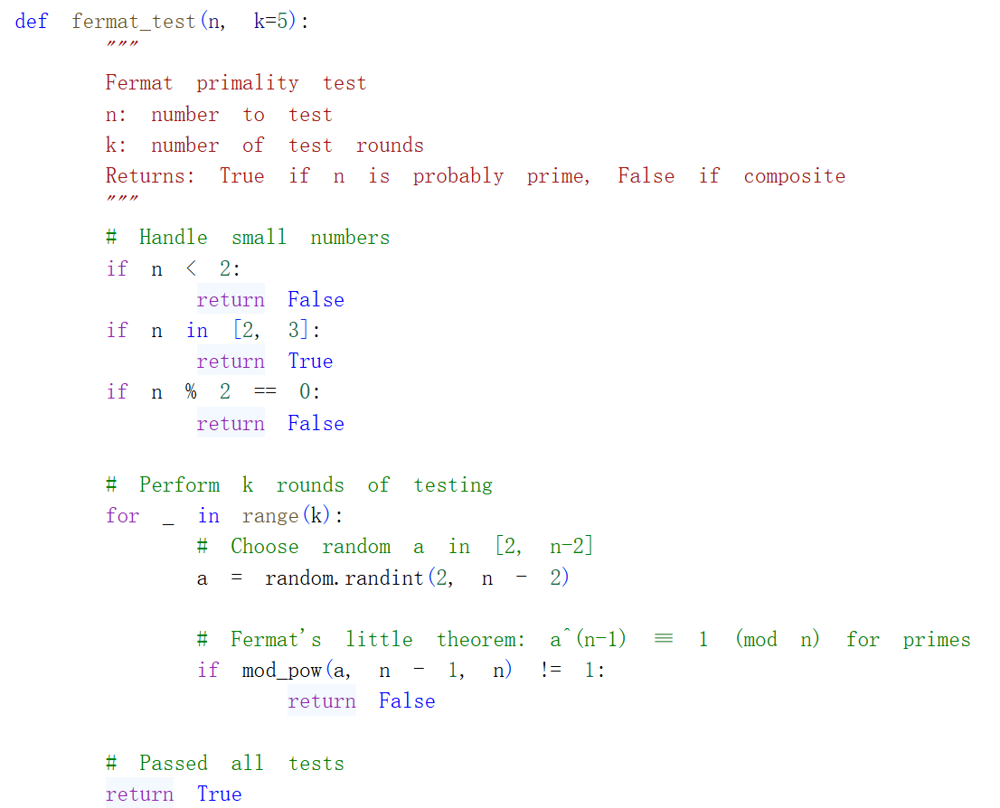 def fermat_test(n, k=5):
"""
Fermat primality test
n: number to test
k: number of test rounds
Returns: True if n is probably prime, False if composite
"""
# Handle small numbers
if n < 2:
return False
if n in [2, 3]:
return True
if n % 2 == 0:
return False
# Perform k rounds of testing
for _ in range(k):
# Choose random a in [2, n-2]
a = random.randint(2, n - 2)
# Fermat's little theorem: a^(n-1) ≡ 1 (mod n) for primes
if mod_pow(a, n - 1, n) != 1:
return False
# Passed all tests
return True